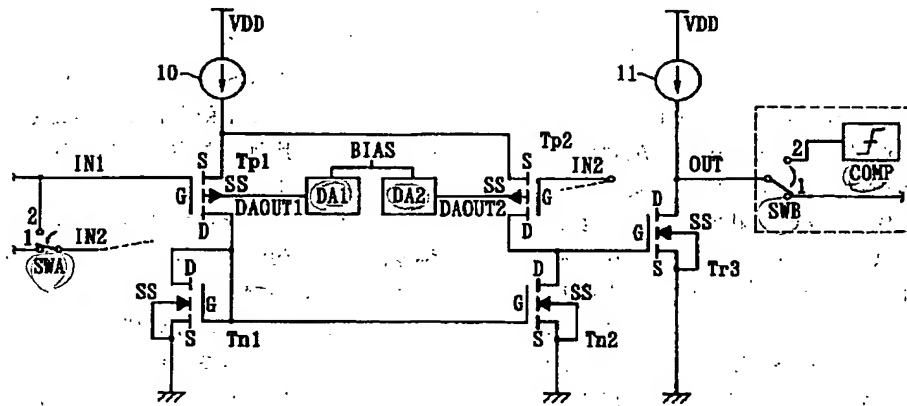 VDD
VDD
10
11
Tp2
BIAS
S
Tp1
S
IN2
OUT
2
IN1
SS
SS
COMP
G
DA1
DA2
G
1
D
SWB
2
DAOUT1
DAOUT2
D
D
1
IN2
G
SS
SWA
D
D
S
Tr3
SS
G
G
SS
S
S
Tn1
Tn2